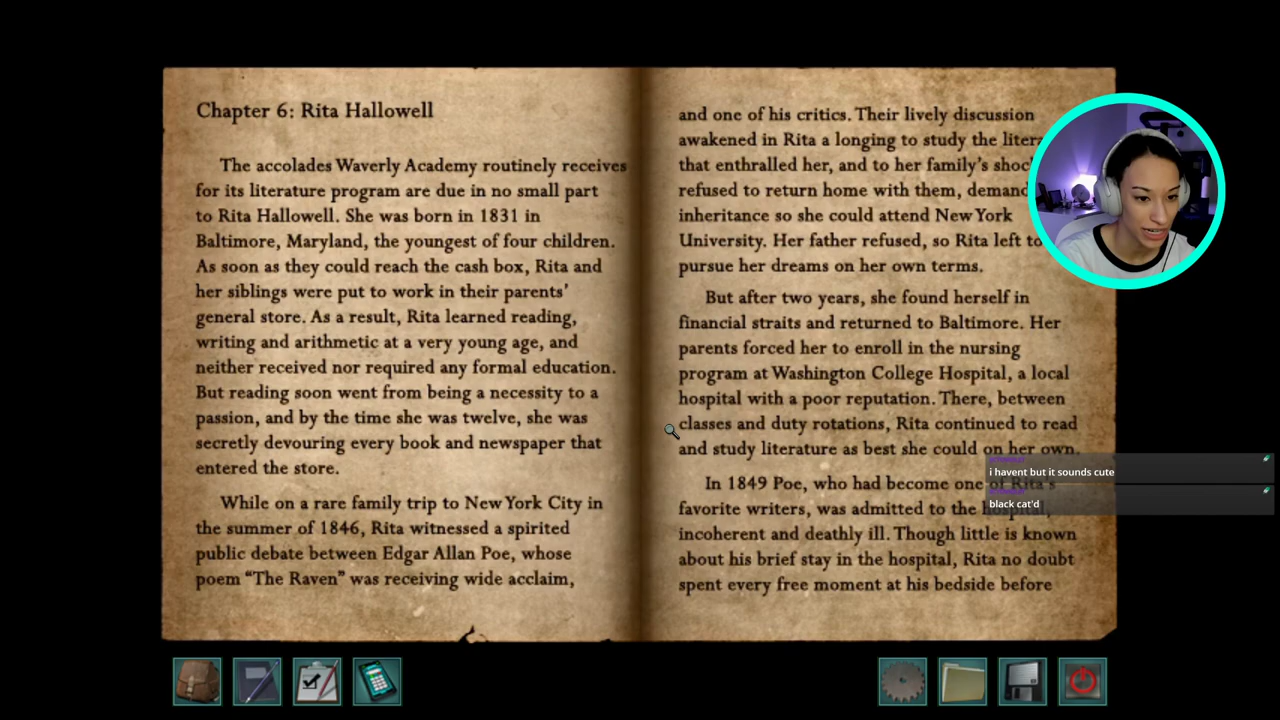 Chapter 6: Rita Hallowell
The accolades Waverly Academy routinely receives
for its literature program are due in no small part
to Rita Hallowell. She was born in 1831 in
Baltimore, Maryland, the youngest of four children.
As soon as they could reach the cash box, Rita and
her siblings were put to work in their parents'
general store. As a result, Rita learned reading,
writing and arithmetic at a very young age, and
neither received nor required any formal education.
But reading soon went from being a necessity to a
passion, and by the time she was twelve, she was
secretly devouring every book and newspaper that
entered the store.
While on a rare family trip to New York City in
the summer of 1846, Rita witnessed a spirited
public debate between Edgar Allan Poe, whose
poem "The Raven" was receiving wide acclaim,
and one of his critics. Their lively discussion
awakened in Rita a longing to study the litera
that enthralled her, and to her family's shoc
refused to return home with them, demand
inheritance so she could attend New York
University. Her father refused, so Rita left to
pursue her dreams on her own terms.
But after two years, she found herself in
financial straits and returned to Baltimore. Her
parents forced her to enroll in the nursing
program at Washington College Hospital, a local
hospital with a poor reputation. There, between
classes and duty rotations, Rita continued to read
and study literature as best she could on her own.
In 1849 Poe, who had become one of Rita's
favorite writers, was admitted to the hospital,
incoherent and deathly ill. Though little is known
about his brief stay in the hospital, Rita no doubt
spent every free moment at his bedside before
i havent but it sounds cute
black cat'd